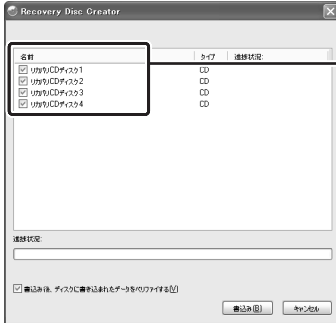 Recovery Disc Creator
名前 タイプ 進捗状況:
リカバリCDディスク1 CD
リカバリCDディスク2 CD
リカバリCDディスク3 CD
リカバリCDディスク4 CD
進捗状況:
書込み後、ディスクに書き込まれたデータをベリファイする(V)
書込み(B) キャンセル